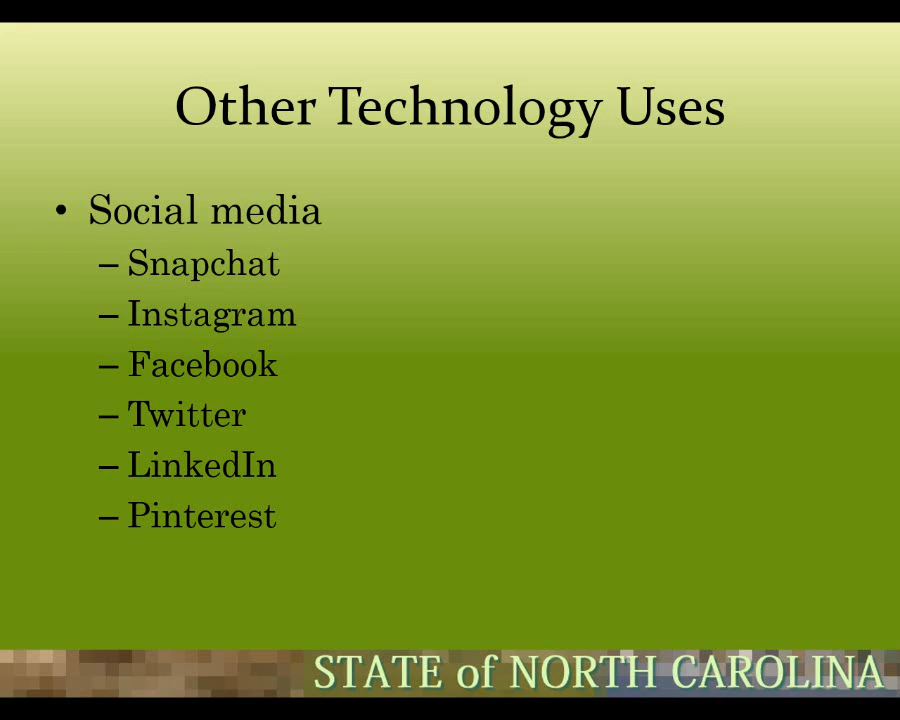 Other Technology Uses
• Social media
– Snapchat
– Instagram
– Facebook
– Twitter
– LinkedIn
– Pinterest
STATE of NORTH CAROLINA